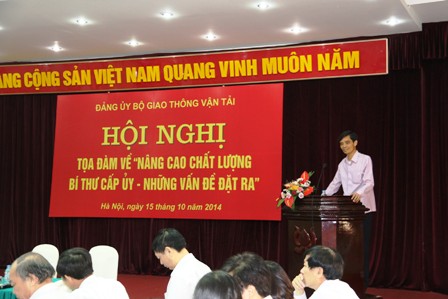 ẢNG CỘNG SẢN VIỆT NAM QUANG VINH MUÔN NĂM
ĐẢNG ỦY BỘ GIAO THÔNG VẬN TẢI
HỘI NGHỊ
TỌA ĐÀM VỀ "NÂNG CAO CHẤT LƯỢNG
BÍ THƯ CẤP ỦY - NHỮNG VẤN ĐỀ ĐẶT RA"
Hà Nội, ngày 15 tháng 10 năm 2014